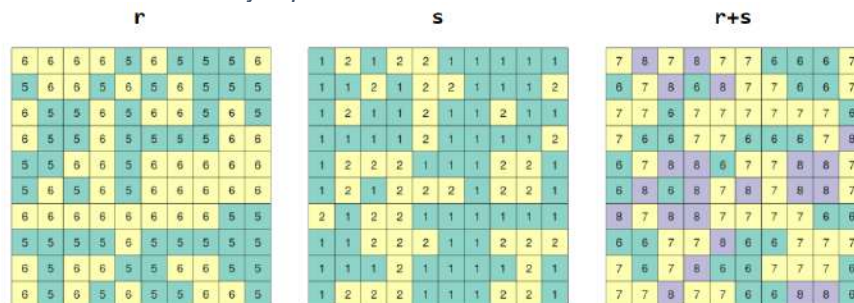 r s r+s
6 6 6 6 5 6 5 5 5 6 1 2 1 2 2 1 1 1 1 1 7 8 7 8 7 7 6 6 6 7
5 6 6 5 6 5 6 5 5 5 1 1 2 1 2 2 1 1 1 2 6 7 8 6 8 7 7 6 6 7
6 5 5 6 5 6 6 5 6 5 1 2 1 1 2 1 1 2 1 1 7 7 6 7 7 7 7 7 7 6
6 5 5 6 5 5 5 5 6 6 1 1 1 1 2 1 1 1 1 2 7 6 6 7 7 6 6 6 7 8
5 5 6 6 5 6 6 6 6 6 1 2 2 2 1 1 1 2 2 1 6 7 8 8 6 7 7 8 8 7
5 6 5 6 5 6 6 6 6 6 1 2 1 2 2 2 1 2 2 1 6 8 6 8 7 8 7 8 8 7
6 6 6 6 6 6 6 6 5 5 2 1 2 2 1 1 1 1 1 1 8 7 8 8 7 7 7 7 6 6
5 5 5 5 6 5 5 5 5 5 1 1 2 2 2 1 1 2 2 2 6 6 7 7 8 6 6 7 7 7
6 5 6 6 5 5 6 6 5 5 1 1 1 2 1 1 1 1 2 1 7 6 7 8 6 6 7 7 7 6
6 5 6 5 6 5 5 6 6 5 1 2 2 2 1 1 1 2 2 1 7 7 8 7 7 6 6 8 8 6